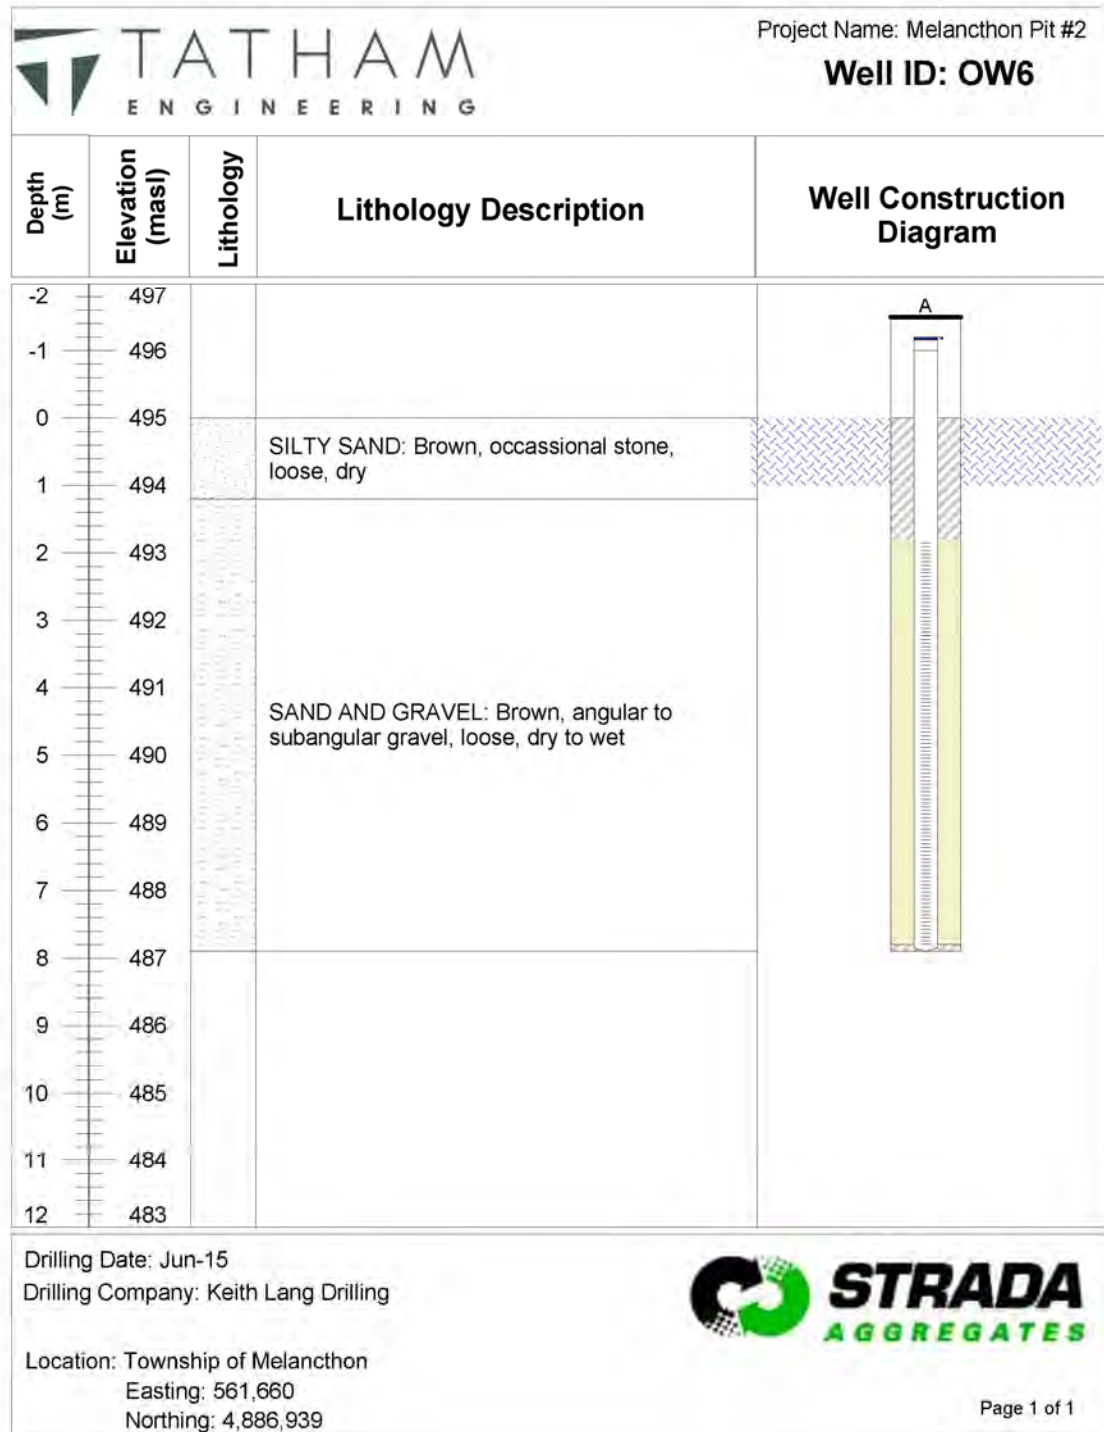 TATHAM
ENGINEERING
Project Name: Melancthon Pit #2
Well ID: OW6
Depth
(m)
Elevation
(masl)
Lithology
Lithology Description
Well Construction
Diagram
-2 497
A
-1 496
0 495
SILTY SAND: Brown, occassional stone,
loose, dry
1 494
2 493
3 492
4 491
SAND AND GRAVEL: Brown, angular to
subangular gravel, loose, dry to wet
5 490
6 489
7 488
8 487
9 486
10 485
11 484
12 483
Drilling Date: Jun-15
Drilling Company: Keith Lang Drilling
STRADA
AGGREGATES
Location: Township of Melancthon
Easting: 561,660
Northing: 4,886,939
Page 1 of 1